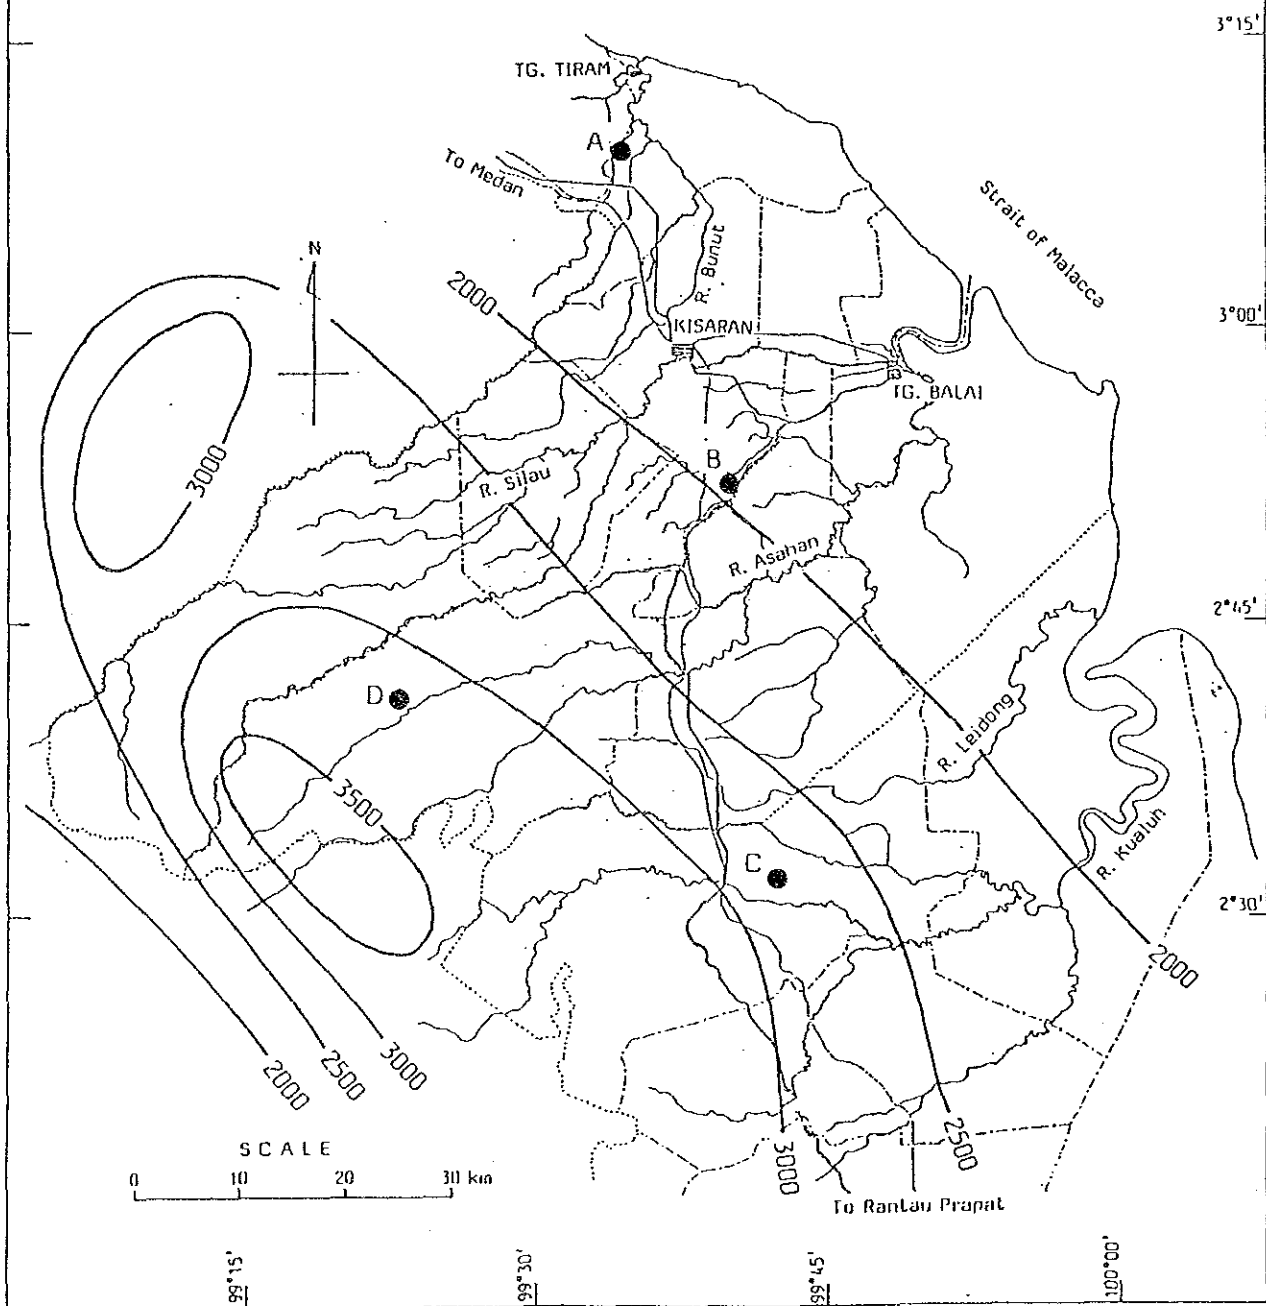 3°15'
TG. TIRAM
A
To Medan
Strait of Malacca
N
R. Bunut
2000
3°00'
KISARAN
TG. BALAI
3000
B
R. Silau
R. Asahan
2°45'
D
R. Leidong
3500
R. Kualuh
C
2°30'
2000
3000
2500
2000
2500
3000
SCALE
0 10 20 30 km
To Rantau Prapat
99°15'
99°30'
99°45'
100°00'